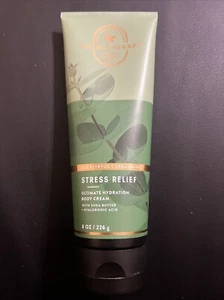 STRESS RELIEF
ULTIMATE HYDRATION
BODY CREAM
WITH SHEA BUTTER
+ HYALURONIC ACID
8 OZ / 226 g